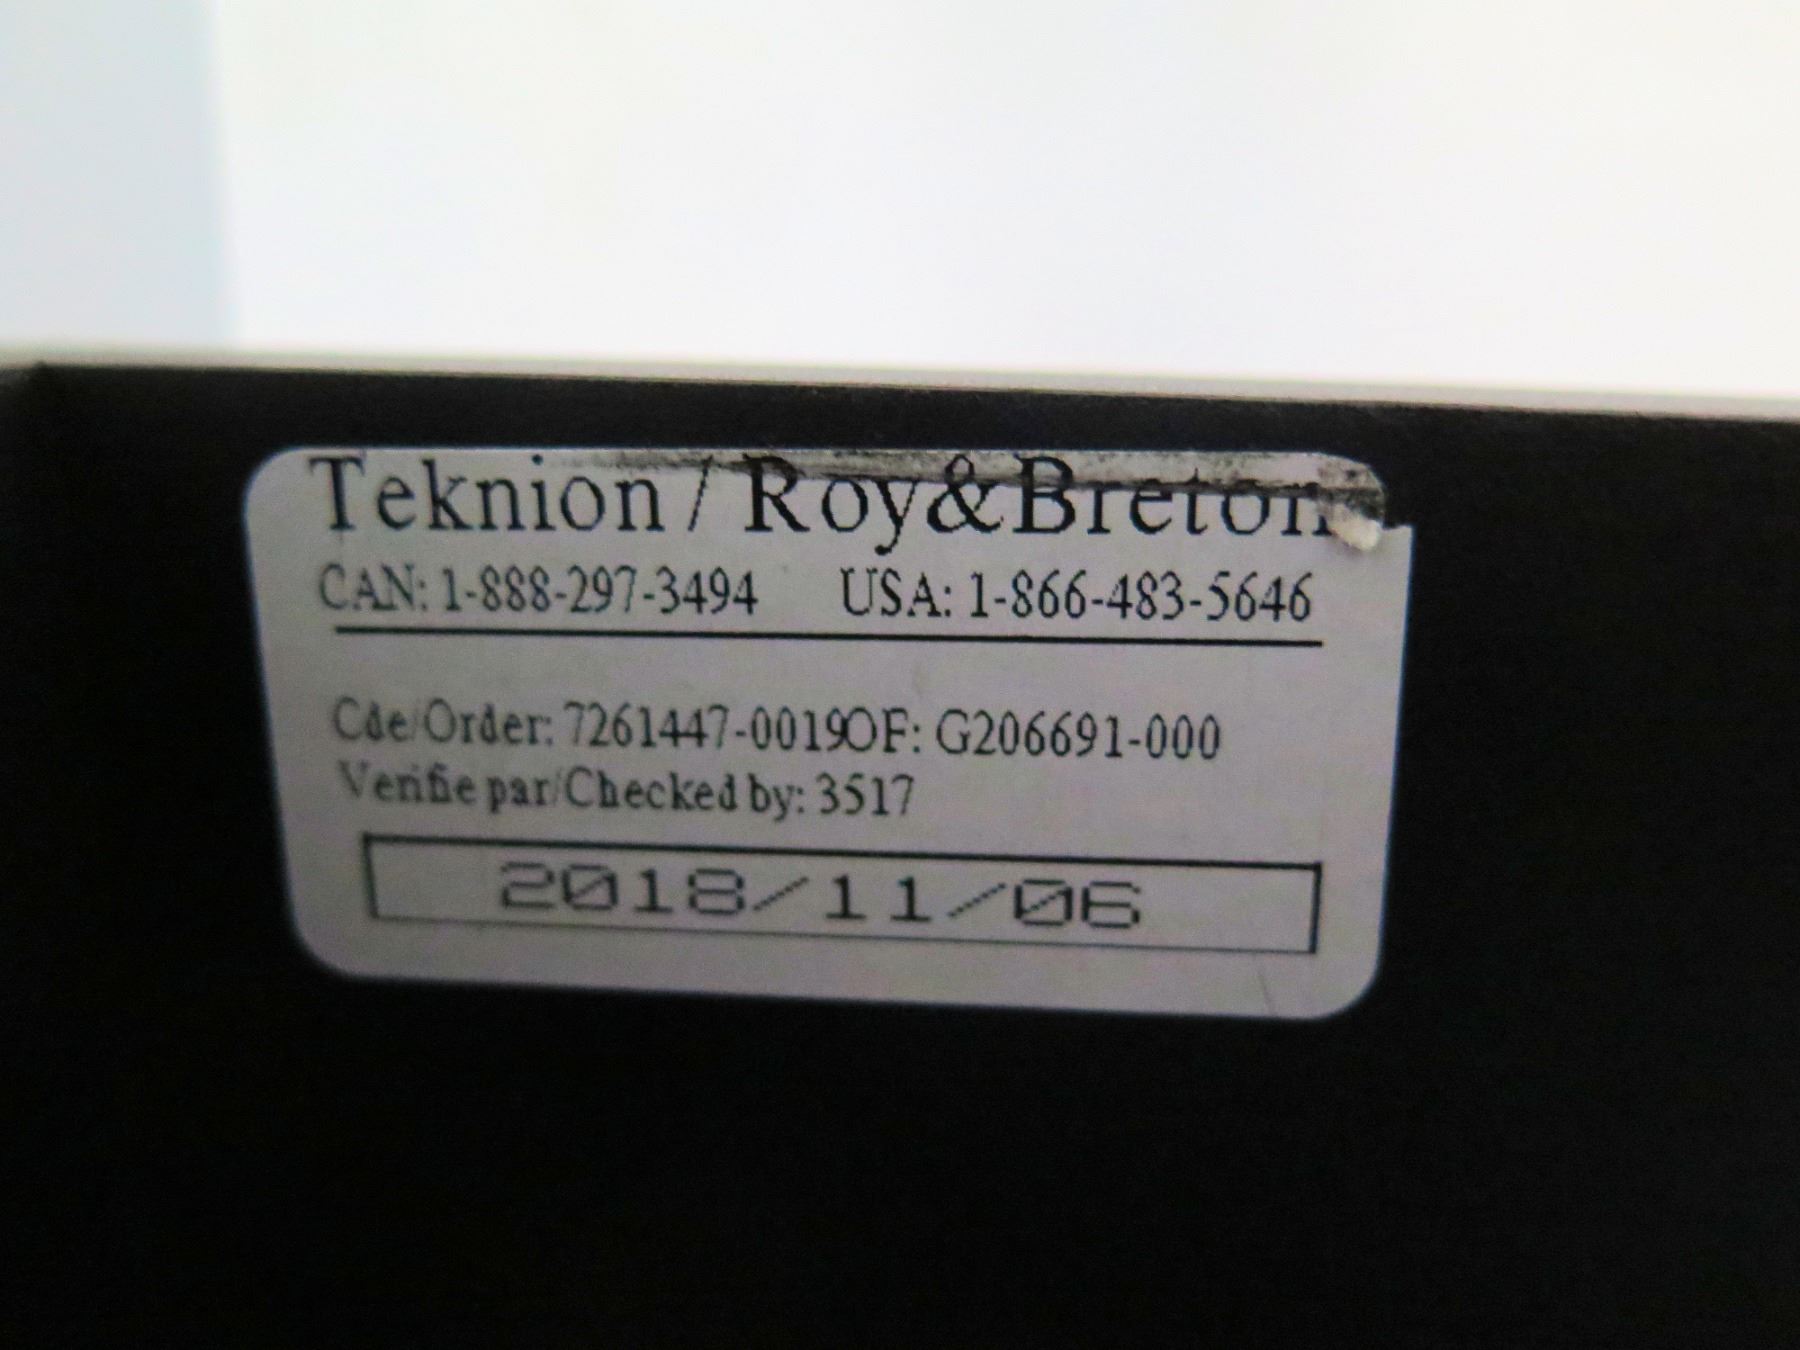 Teknion / Roy&Breton
CAN: 1-888-297-3494 USA: 1-866-483-5646
Cde/Order: 7261447-0019OF: G206691-000
Verifie par/Checked by: 3517
2018/11/06